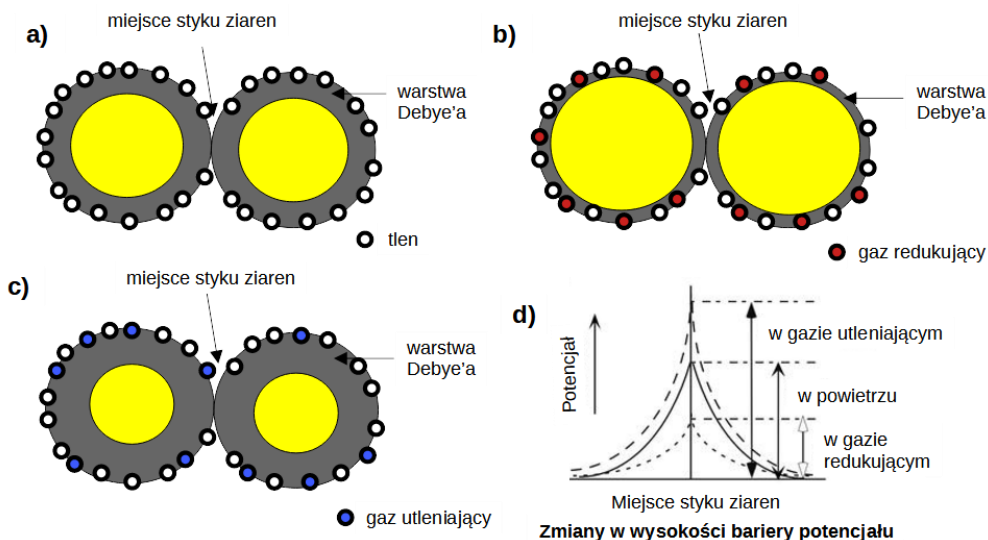 a)
miejsce styku ziaren
warstwa
Debye’a
tlen
b)
miejsce styku ziaren
warstwa
Debye’a
gaz redukujący
c)
miejsce styku ziaren
warstwa
Debye’a
gaz utleniający
d)
Potencjał
w gazie utleniającym
w powietrzu
w gazie
redukującym
Miejsce styku ziaren
Zmiany w wysokości bariery potencjału